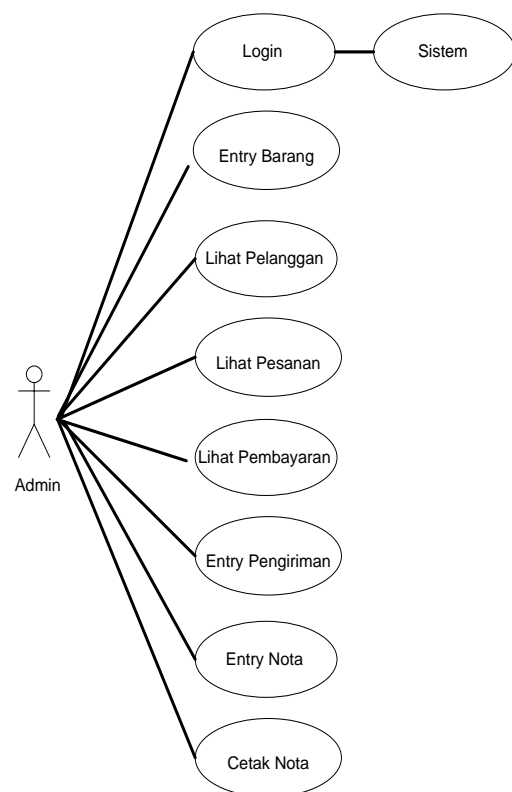 Login
Sistem
Entry Barang
Lihat Pelanggan
Lihat Pesanan
Lihat Pembayaran
Admin
Entry Pengiriman
Entry Nota
Cetak Nota